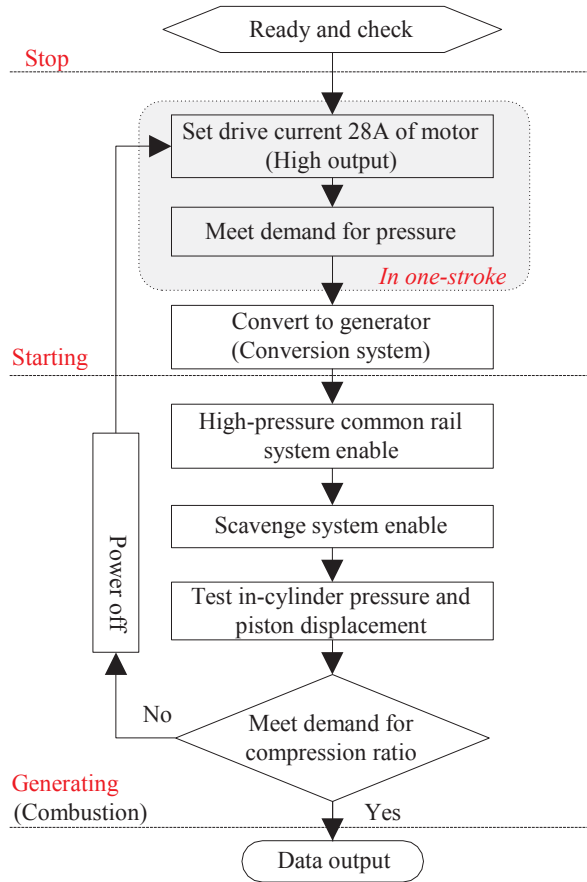 Ready and check
Stop
Set drive current 28A of motor
(High output)
Meet demand for pressure
In one-stroke
Convert to generator
(Conversion system)
Starting
High-pressure common rail
system enable
Scavenge system enable
Power off
Test in-cylinder pressure and
piston displacement
No
Meet demand for
compression ratio
Generating
(Combustion)
Yes
Data output